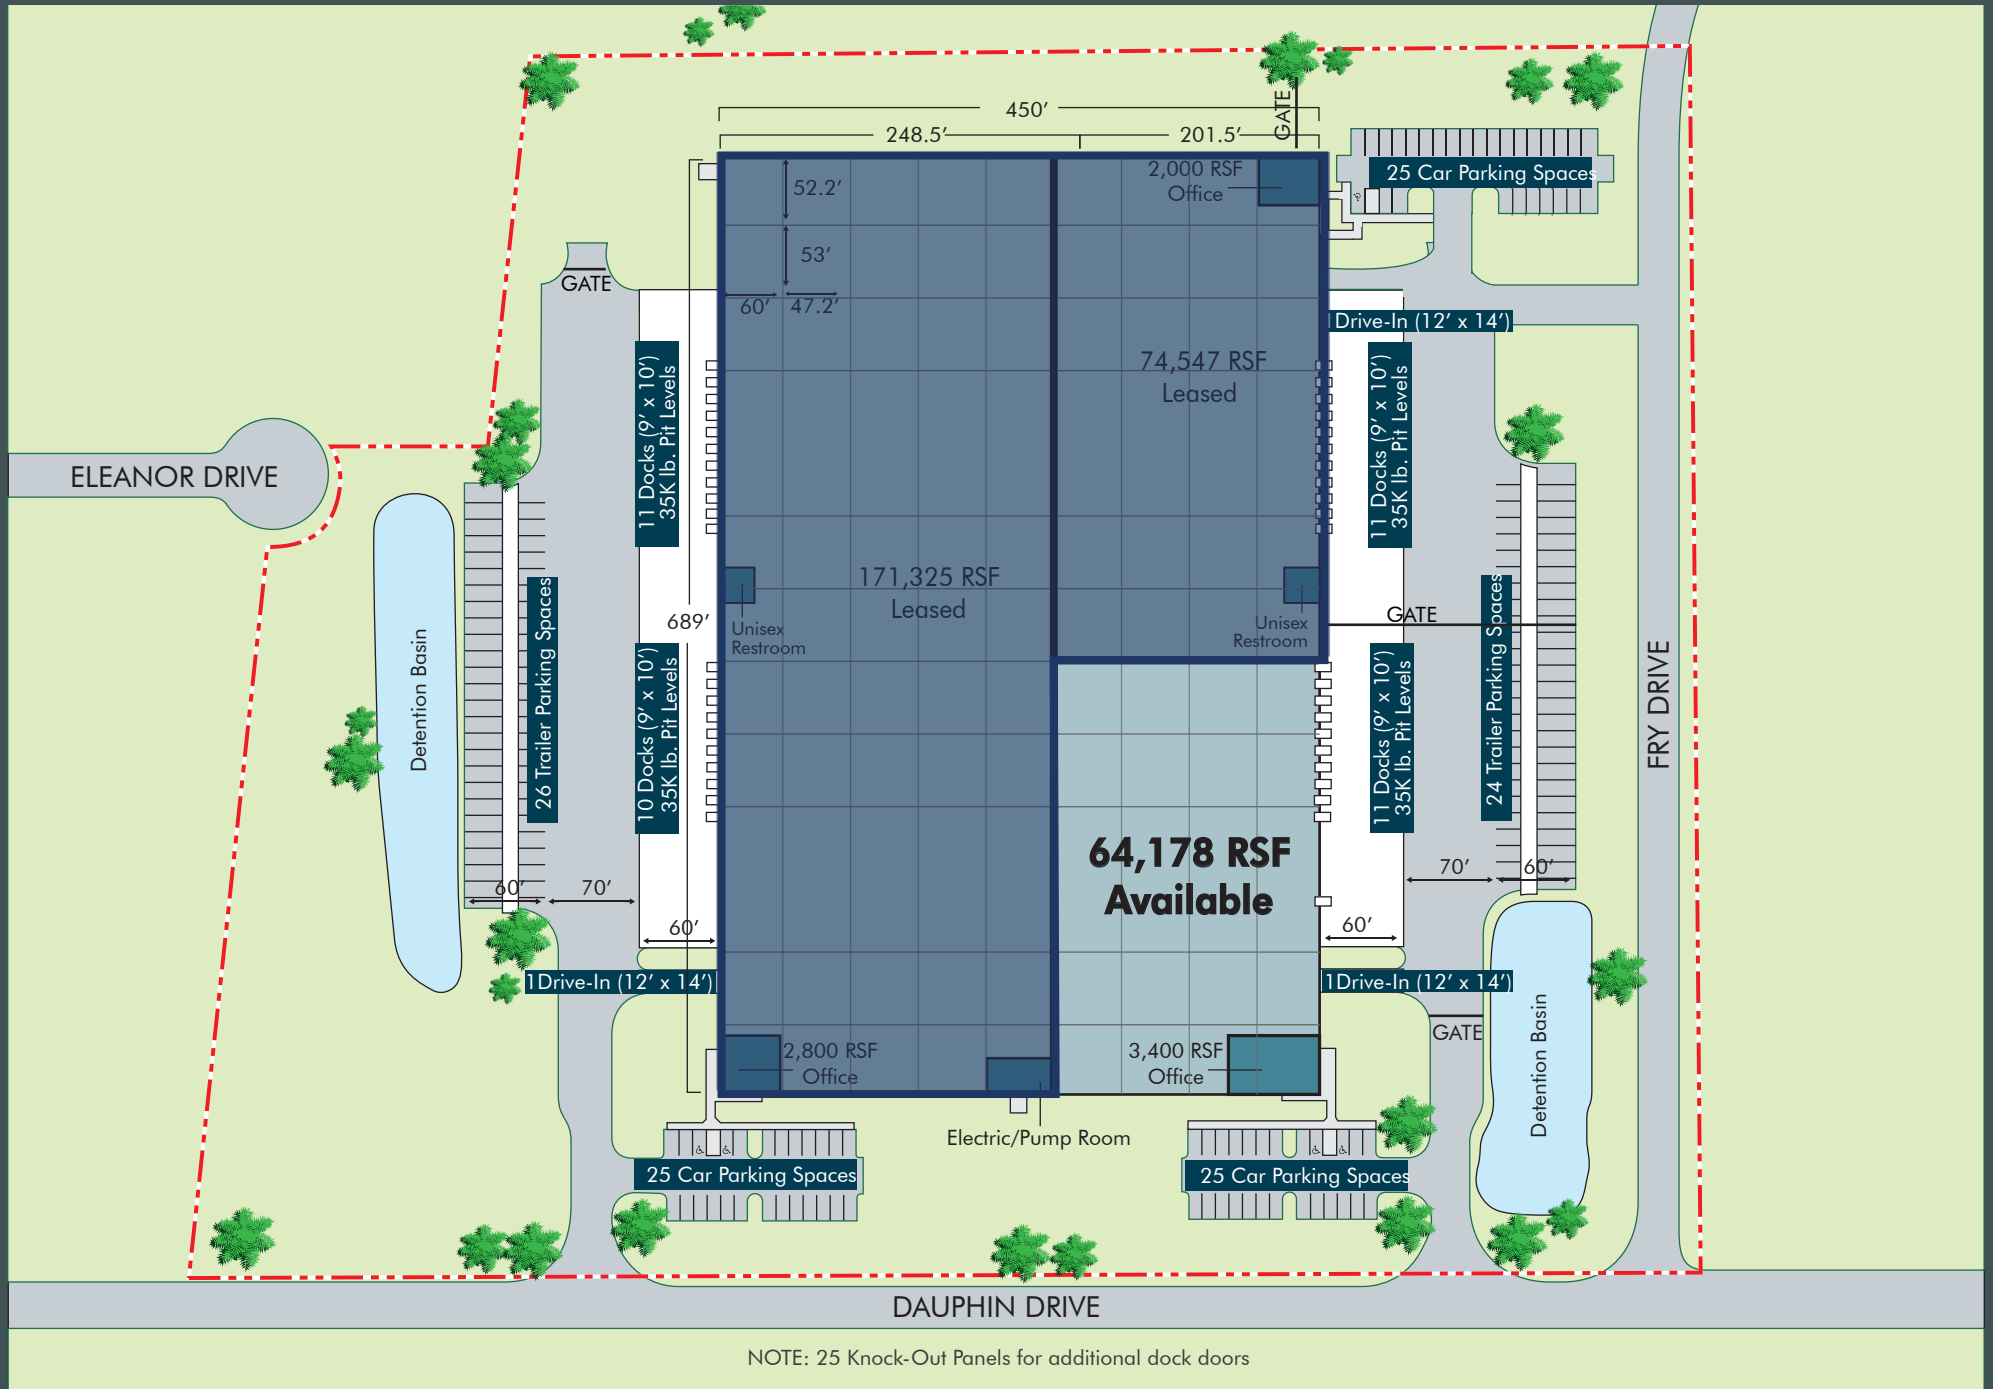 450’
248.5’
201.5’
GATE
2,000 RSF
Office
25 Car Parking Spaces
52.2’
53’
60’
47.2’
GATE
1Drive-In (12’ x 14’)
74,547 RSF
Leased
11 Docks (9’ x 10’)
35K lb. Pit Levels
11 Docks (9’ x 10’)
35K lb. Pit Levels
ELEANOR DRIVE
171,325 RSF
Leased
689’
Unisex
Restroom
Unisex
Restroom
GATE
Detention Basin
26 Trailer Parking Spaces
10 Docks (9’ x 10’)
35K lb. Pit Levels
11 Docks (9’ x 10’)
35K lb. Pit Levels
24 Trailer Parking Spaces
FRY DRIVE
64,178 RSF
Available
60’
70’
60’
60’
70’
60’
1Drive-In (12’ x 14’)
1Drive-In (12’ x 14’)
GATE
Detention Basin
2,800 RSF
Office
3,400 RSF
Office
Electric/Pump Room
25 Car Parking Spaces
25 Car Parking Spaces
DAUPHIN DRIVE
NOTE: 25 Knock-Out Panels for additional dock doors